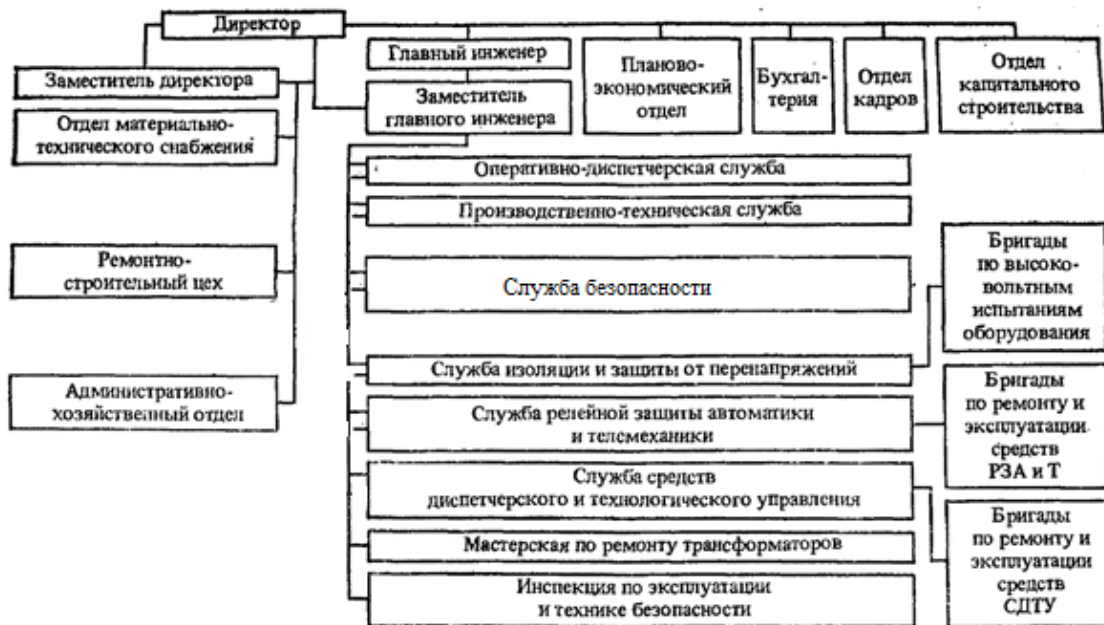 Директор
Заместитель директора
Отдел материально-
технического снабжения
Ремонтно-
строительный цех
Административно-
хозяйственный отдел
Главный инженер
Заместитель
главного инженера
Планово-
экономический
отдел
Бухгал-
терия
Отдел
кадров
Отдел
капитального
строительства
Оперативно-диспетчерская служба
Производственно-техническая служба
Служба безопасности
Служба изоляции и защиты от перенапряжений
Служба релейной защиты автоматики
и телемеханики
Служба средств
диспетчерского и технологического управления
Мастерская по ремонту трансформаторов
Инспекция по эксплуатации
и технике безопасности
Бригады
по высоко-
вольтным
испытаниям
оборудования
Бригады
по ремонту и
эксплуатации
средств
РЗА и Т
Бригады
по ремонту и
эксплуатации
средств
СДТУ